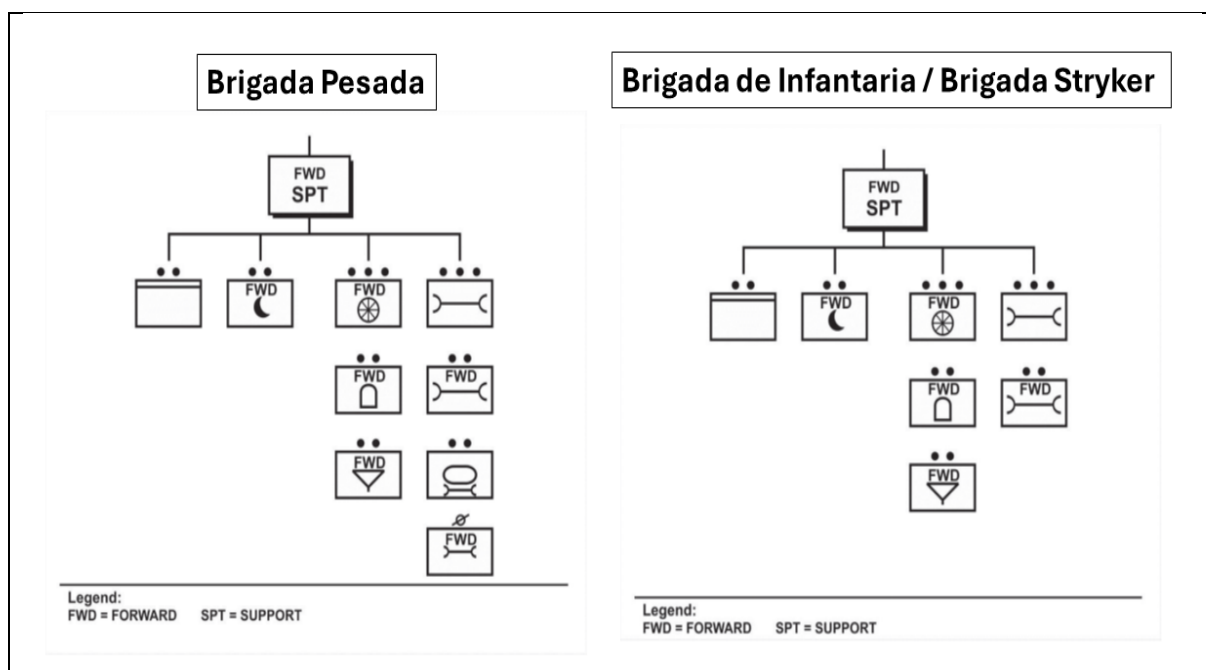 Brigada Pesada
FWD
SPT
FWD
FWD
FWD
FWD
FWD
FWD
Legend:
FWD = FORWARD SPT = SUPPORT
Brigada de Infantaria / Brigada Stryker
FWD
SPT
FWD
FWD
FWD
FWD
FWD
Legend:
FWD = FORWARD SPT = SUPPORT